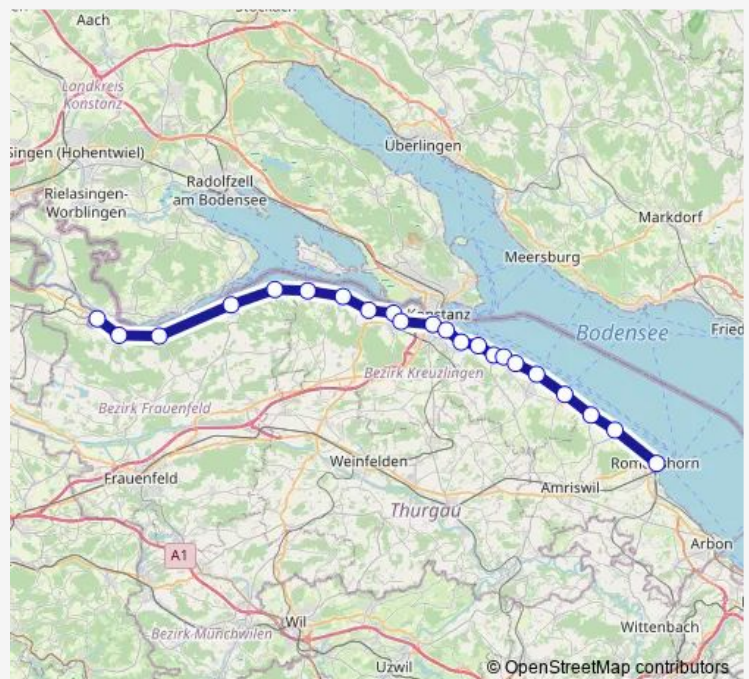 Aach
Landkreis
Konstanz
Singen (Hohentwiel)
Überlingen
Radolfzell
am Bodensee
Rielasingen-
Worblingen
Markdorf
Meersburg
Konstanz
Bodensee
Bezirk Kreuzlingen
Bezirk Frauenfeld
Weinfelden
Frauenfeld
Amriswil
Thurgau
Arbon
A1
Wil
Bezirk Münchwilen
Wittenbach
Uzwil
© OpenStreetMap contributors